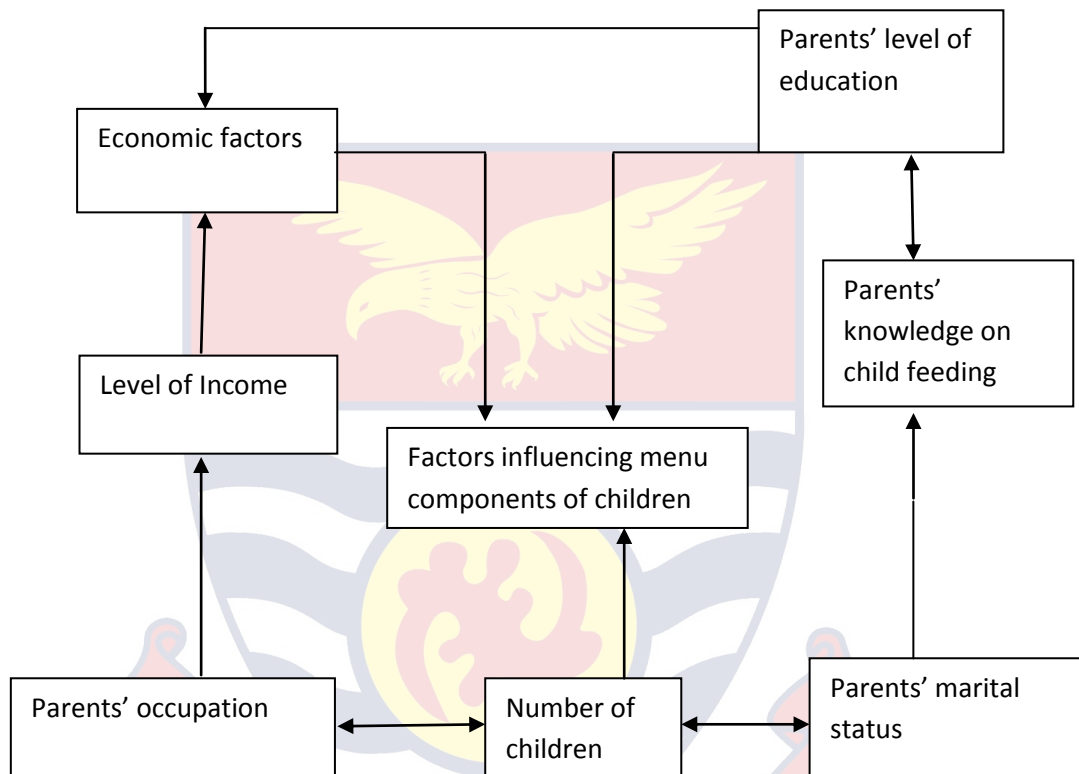 Parents’ level of
education
Economic factors
Parents’
knowledge on
child feeding
Level of Income
Factors influencing menu
components of children
Parents’ occupation
Number of
children
Parents’ marital
status